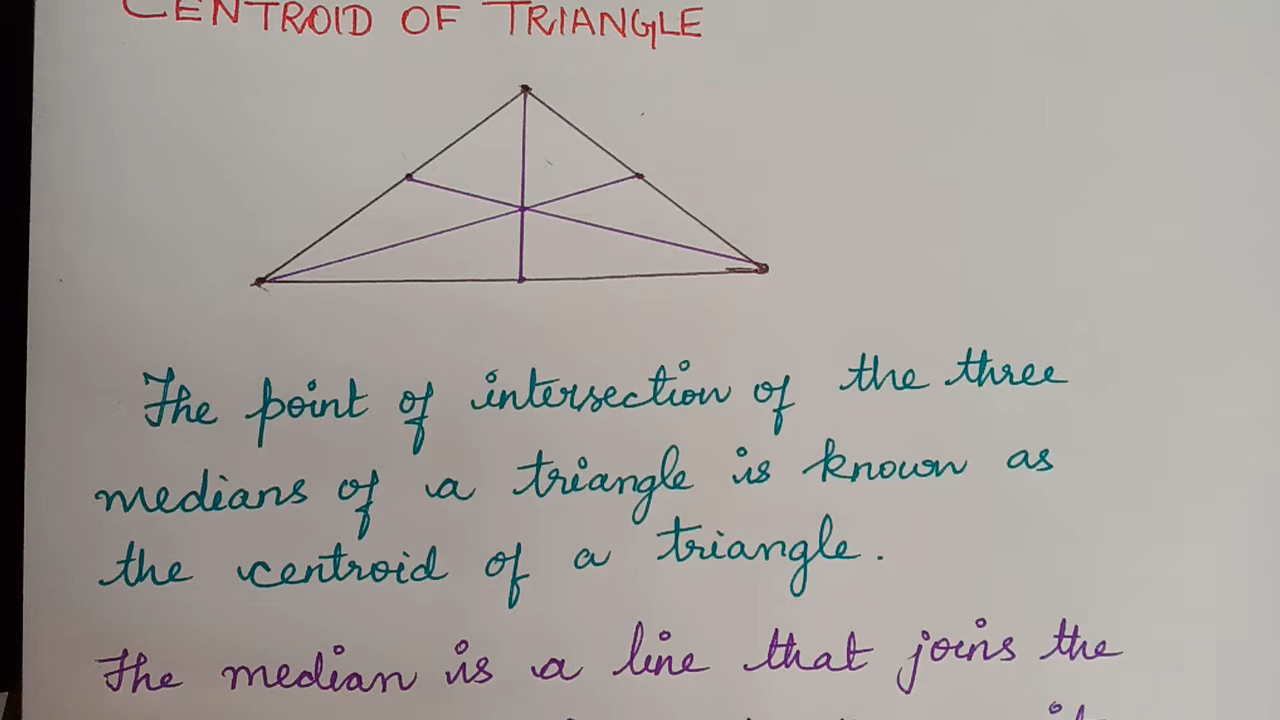 CENTROID OF TRIANGLE
The point of intersection of the three
medians of a triangle is known as
the centroid of a triangle.
The median is a line that joins the